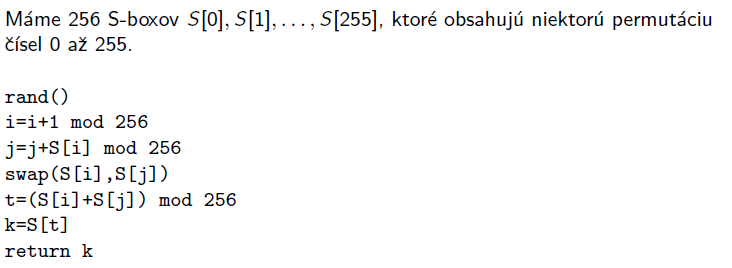 Máme 256 S-boxov S[0], S[1], . . . , S[255], ktoré obsahujú niektorú permutáciu
čísel 0 až 255.
rand()
i=i+1 mod 256
j=j+S[i] mod 256
swap(S[i],S[j])
t=(S[i]+S[j]) mod 256
k=S[t]
return k